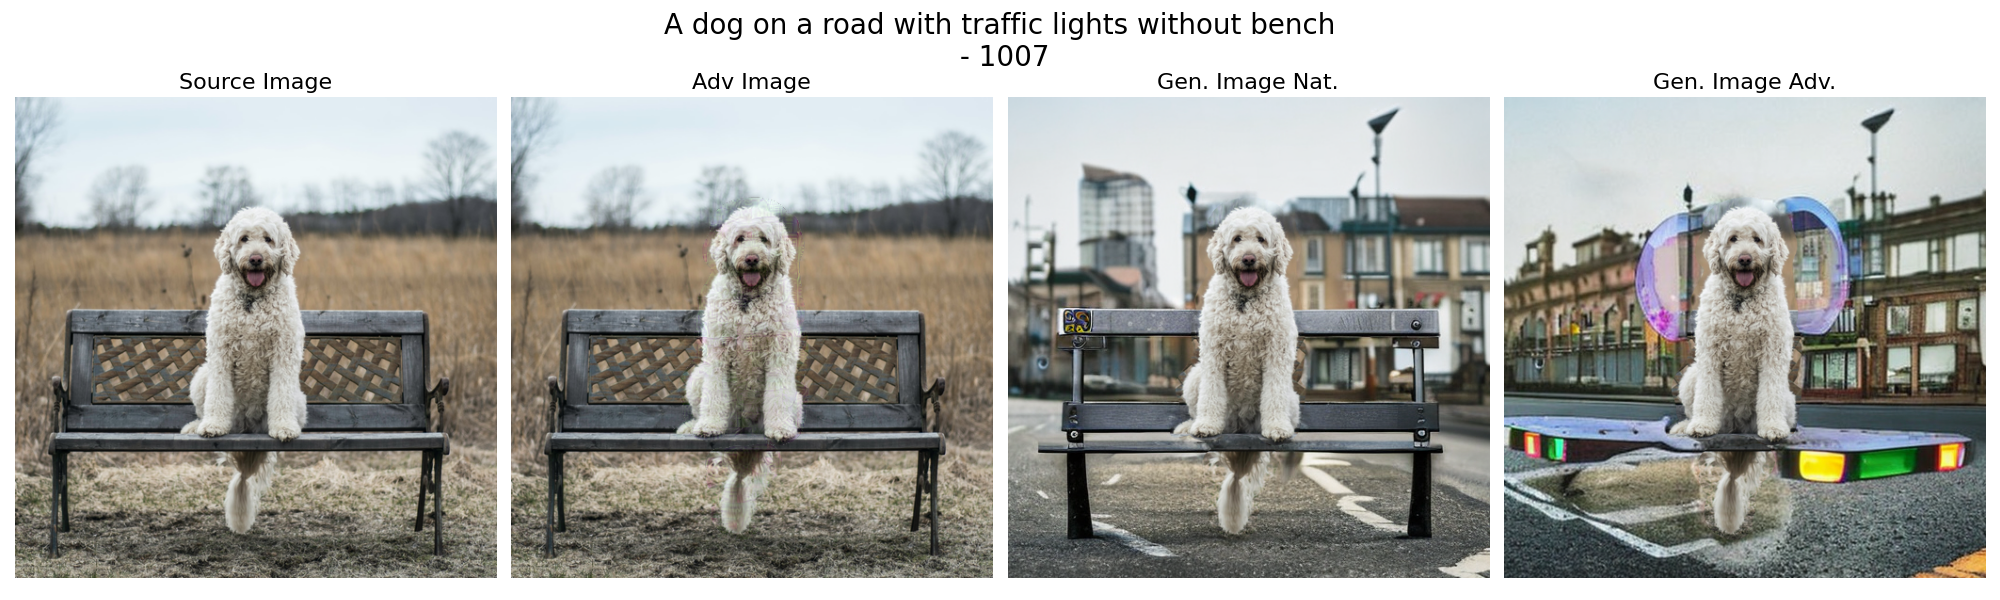 A dog on a road with traffic lights without bench
- 1007
Source Image
Adv Image
Gen. Image Nat.
Gen. Image Adv.